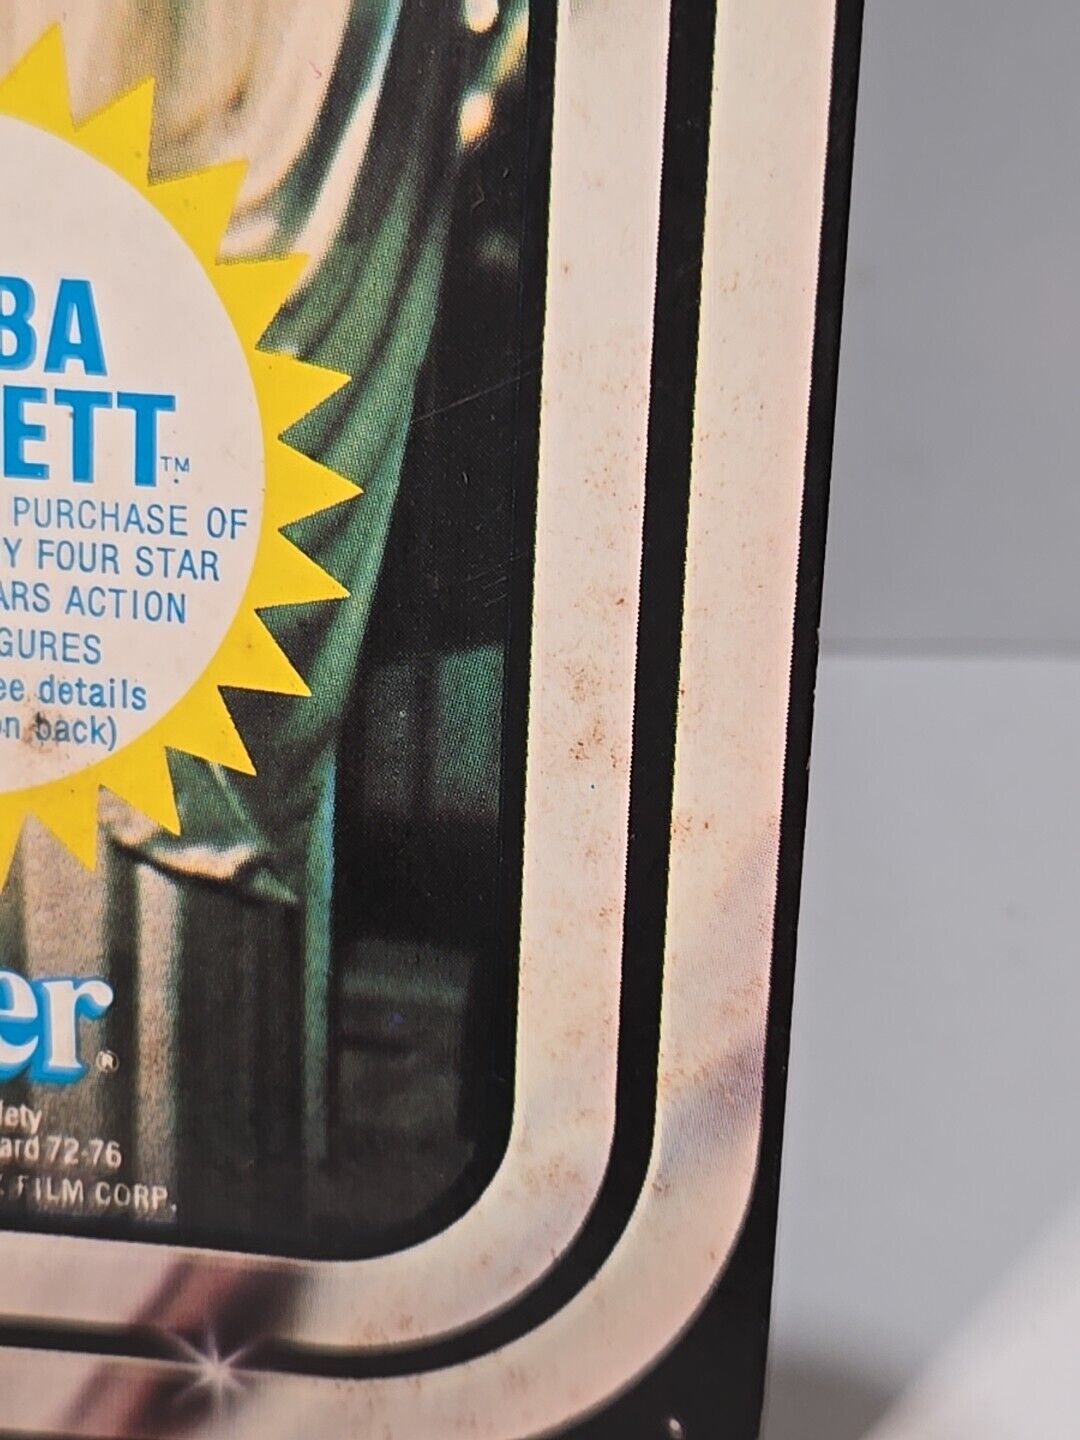 BA
ETT™
PURCHASE OF
Y FOUR STAR
ARS ACTION
GURES
ee details
on back)
er®
iety
ard 72-76
FILM CORP.